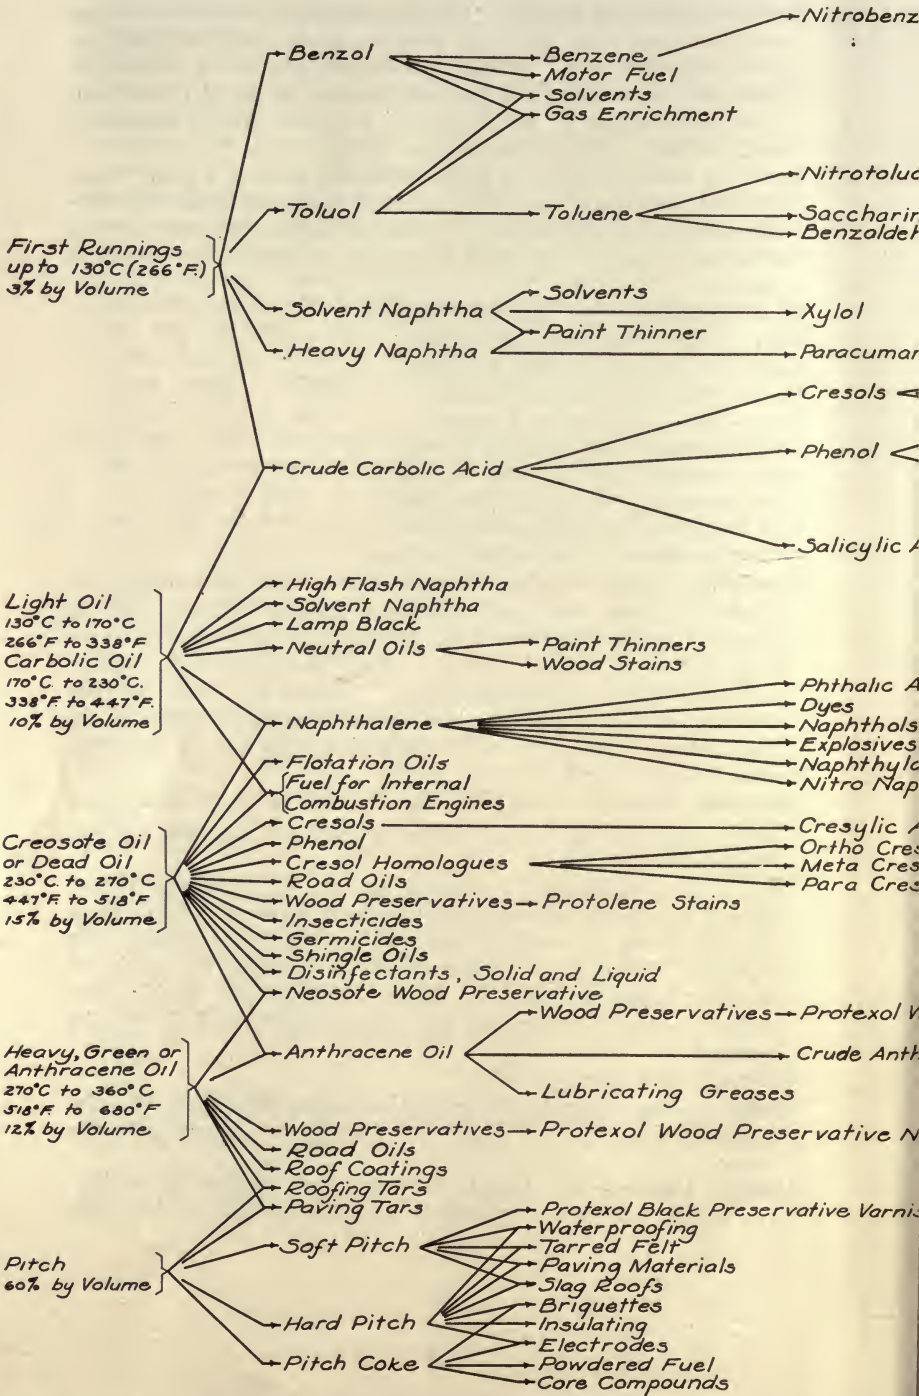 Nitrobenz
Benzol
Benzene
Motor Fuel
Solvents
Gas Enrichment
Nitrotoluo
Toluol
Toluene
Saccharin
Benzaldeh
First Runnings
up to 130°C (266°F.)
3% by Volume
Solvents
Solvent Naphtha
Xylol
Paint Thinner
Heavy Naphtha
Paracumar
Cresols
Phenol
Crude Carbolic Acid
Salicylic A
Light Oil
130°C to 170°C
266°F to 338°F
Carbolic Oil
170°C. to 230°C.
338°F. to 447°F.
10% by Volume
High Flash Naphtha
Solvent Naphtha
Lamp Black
Neutral Oils
Paint Thinners
Wood Stains
Naphthalene
Phthalic A
Dyes
Naphthols
Explosives
Naphthyla
Nitro Nap
Flotation Oils
Fuel for Internal
Combustion Engines
Creosote Oil
or Dead Oil
230°C. to 270°C
447°F. to 518°F
15% by Volume
Cresols
Cresylic A
Phenol
Cresol Homologues
Ortho Cres
Meta Cres
Para Cres
Road Oils
Wood Preservatives
Protolene Stains
Insecticides
Germicides
Shingle Oils
Disinfectants, Solid and Liquid
Neosote Wood Preservative
Heavy, Green or
Anthracene Oil
270°C to 360°C
518°F. to 680°F
12% by Volume
Anthracene Oil
Wood Preservatives
Protexol W
Crude Anth
Lubricating Greases
Wood Preservatives
Protexol Wood Preservative N
Road Oils
Roof Coatings
Roofing Tars
Paving Tars
Pitch
60% by Volume
Soft Pitch
Protexol Black Preservative Varnis
Waterproofing
Tarred Felt
Paving Materials
Slag Roofs
Hard Pitch
Briquettes
Insulating
Electrodes
Pitch Coke
Powdered Fuel
Core Compounds